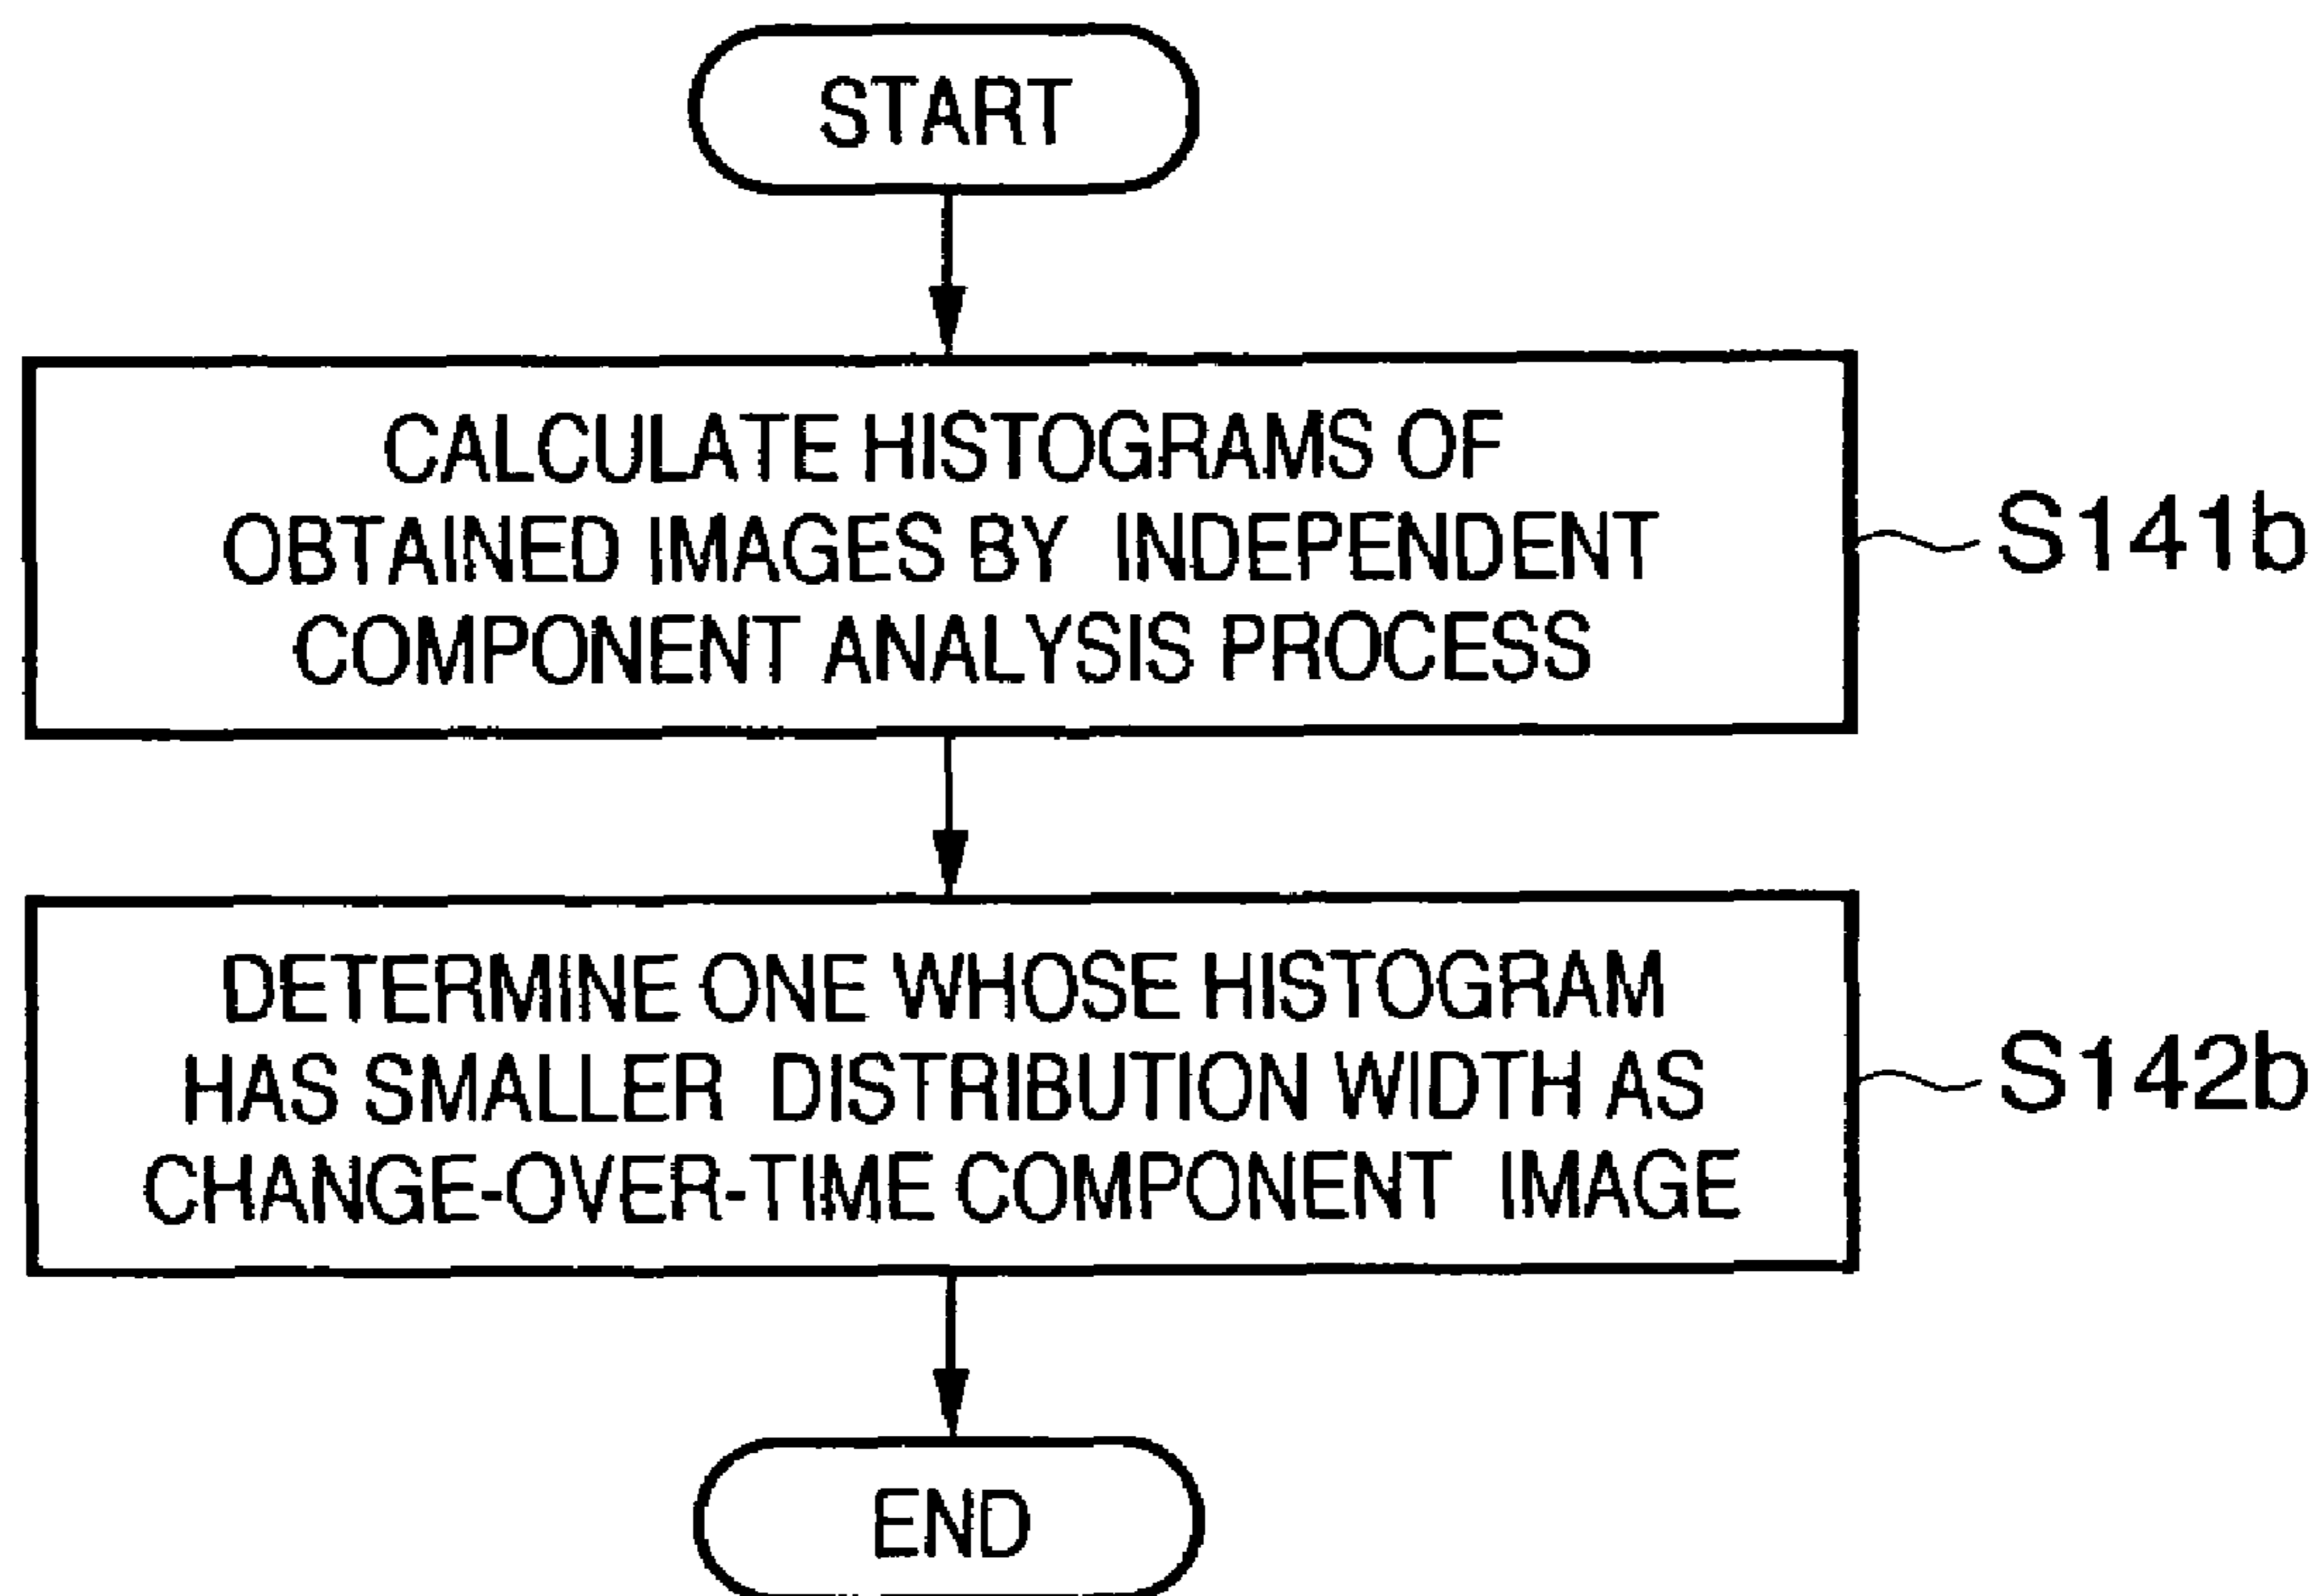 START
CALCULATE HISTOGRAMS OF
OBTAINED IMAGES BY INDEPENDENT
COMPONENT ANALYSIS PROCESS
S141b
DETERMINE ONE WHOSE HISTOGRAM
HAS SMALLER DISTRIBUTION WIDTH AS
CHANGE-OVER-TIME COMPONENT IMAGE
S142b
END